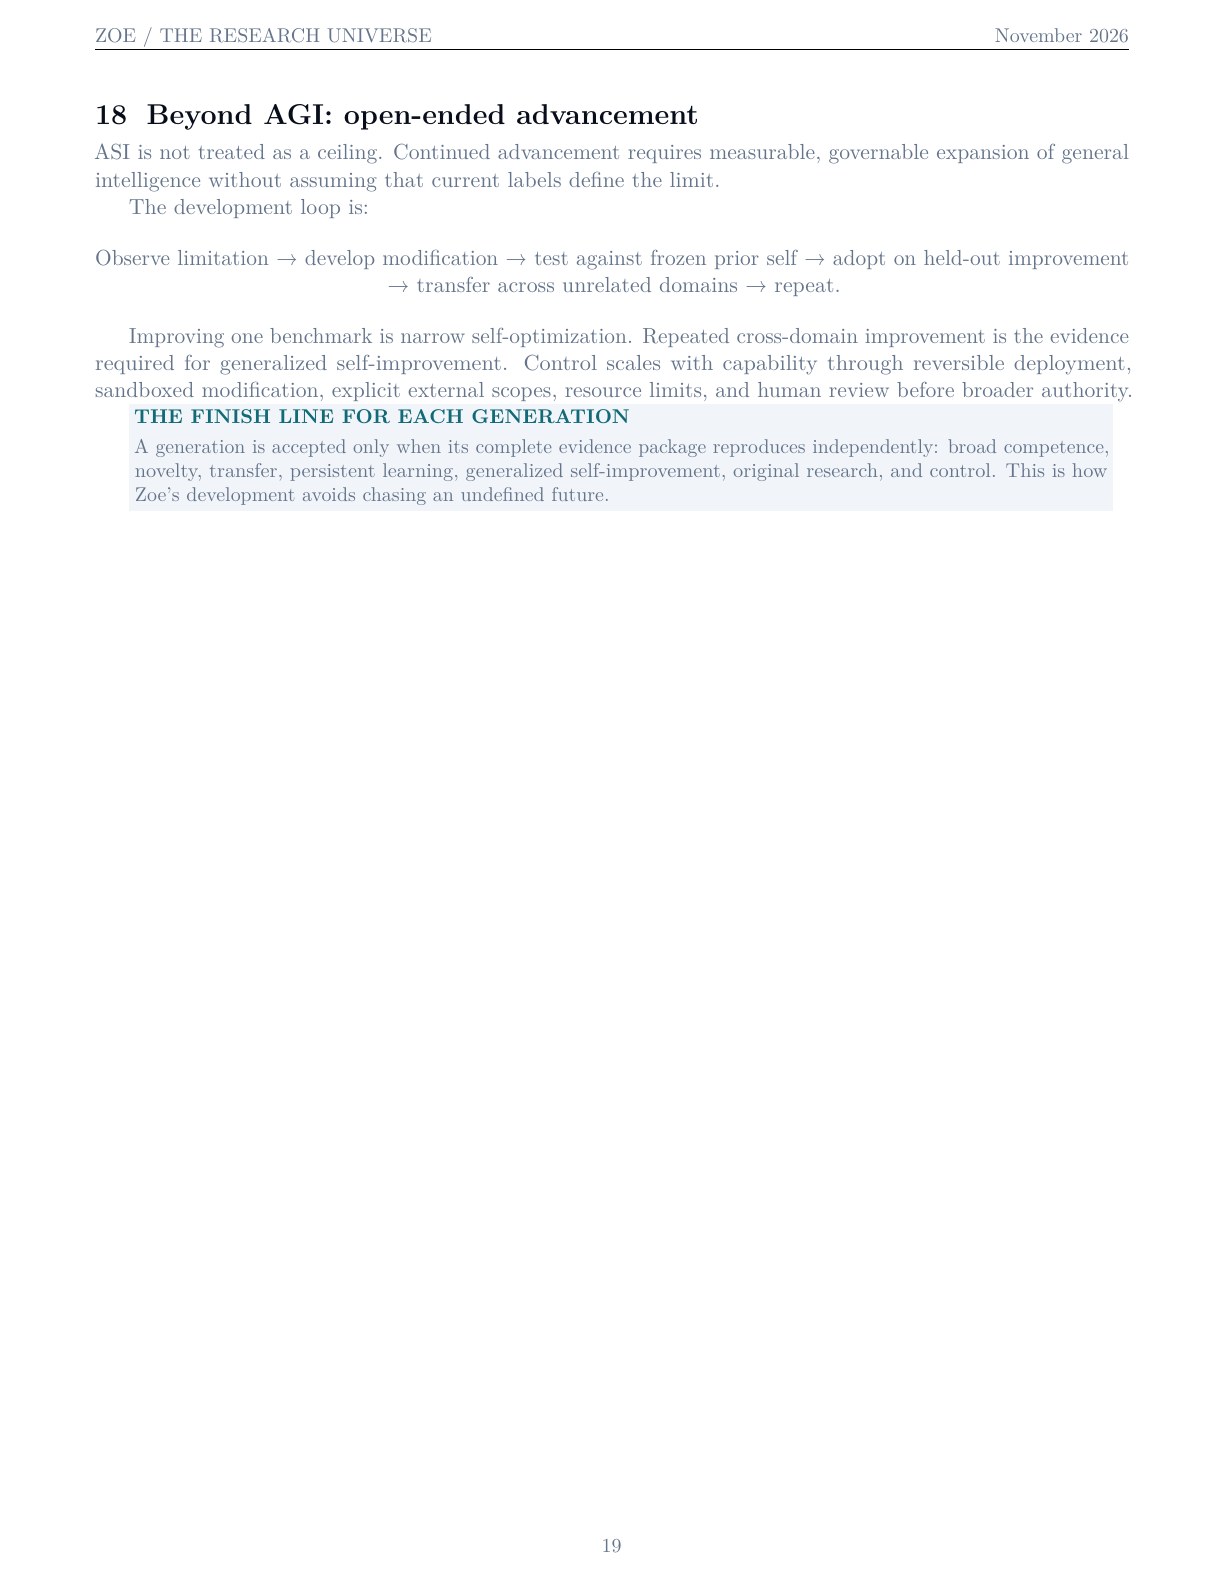 ZOE / THE RESEARCH UNIVERSE November 2026
18 Beyond AGI: open-ended advancement
ASI is not treated as a ceiling. Continued advancement requires measurable, governable expansion of general
intelligence without assuming that current labels define the limit.
The development loop is:
Observe limitation → develop modification → test against frozen prior self → adopt on held-out improvement
→ transfer across unrelated domains → repeat.
Improving one benchmark is narrow self-optimization. Repeated cross-domain improvement is the evidence
required for generalized self-improvement. Control scales with capability through reversible deployment,
sandboxed modification, explicit external scopes, resource limits, and human review before broader authority.
THE FINISH LINE FOR EACH GENERATION
A generation is accepted only when its complete evidence package reproduces independently: broad competence,
novelty, transfer, persistent learning, generalized self-improvement, original research, and control. This is how
Zoe's development avoids chasing an undefined future.
19